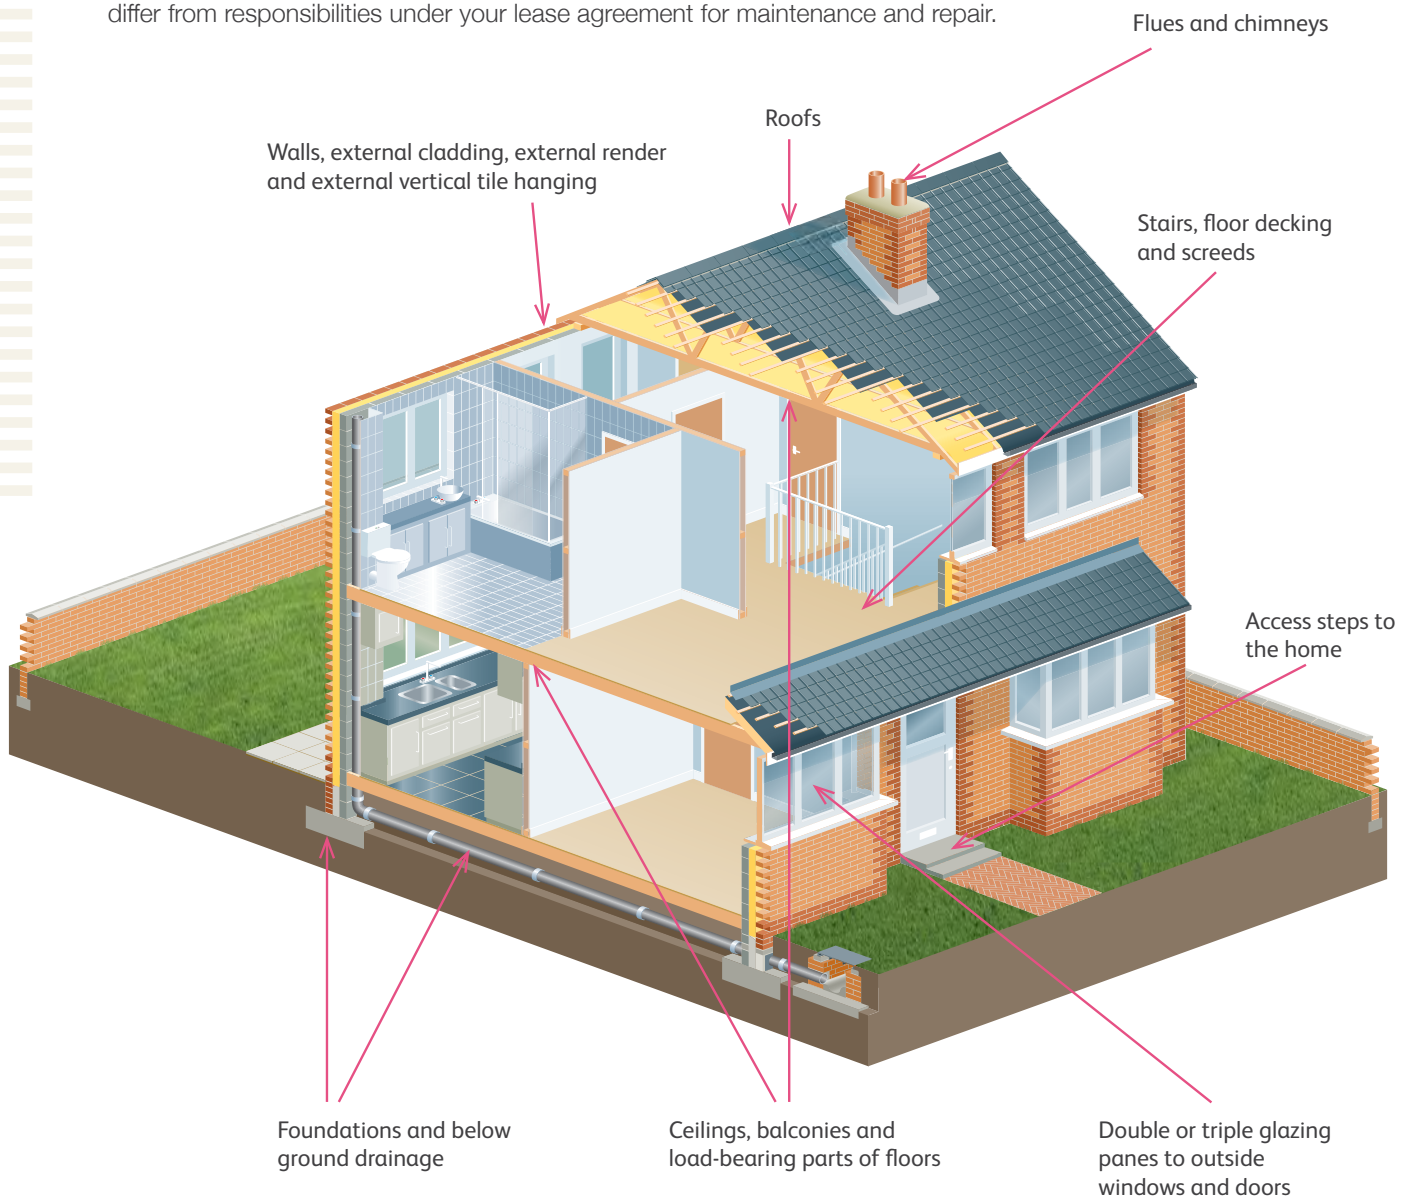 differ from responsibilities under your lease agreement for maintenance and repair.
Flues and chimneys
Roofs
Walls, external cladding, external render
and external vertical tile hanging
Stairs, floor decking
and screeds
Access steps to
the home
Foundations and below
ground drainage
Ceilings, balconies and
load-bearing parts of floors
Double or triple glazing
panes to outside
windows and doors